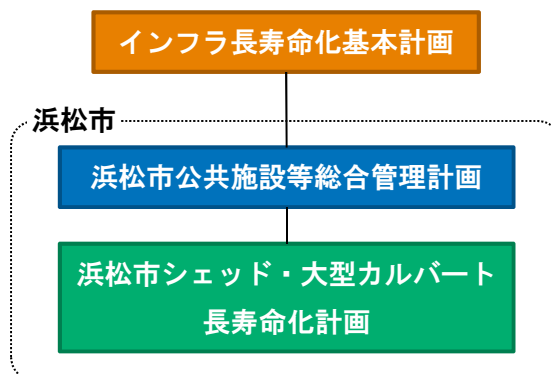 インフラ長寿命化基本計画
浜松市
浜松市公共施設等総合管理計画
浜松市シェッド・大型カルバート
長寿命化計画